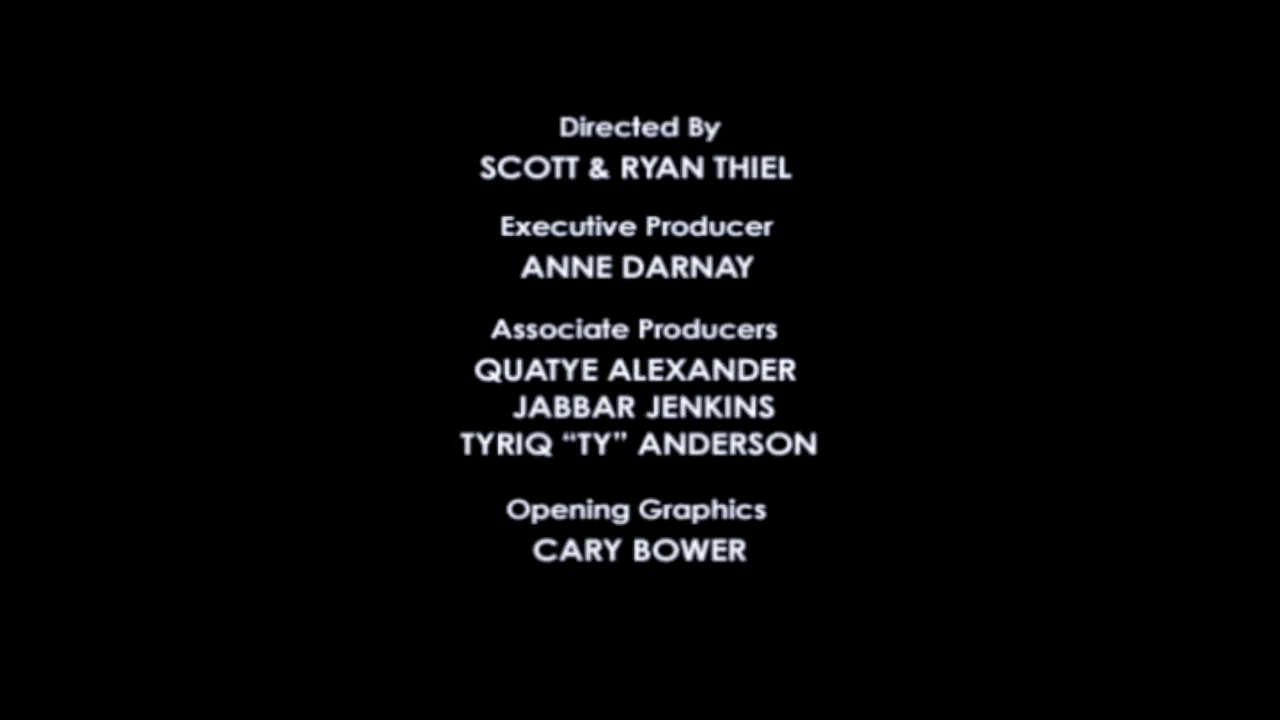 Directed By
SCOTT & RYAN THIEL
Executive Producer
ANNE DARNAY
Associate Producers
QUATYE ALEXANDER
JABBAR JENKINS
TYRIQ “TY” ANDERSON
Opening Graphics
CARY BOWER